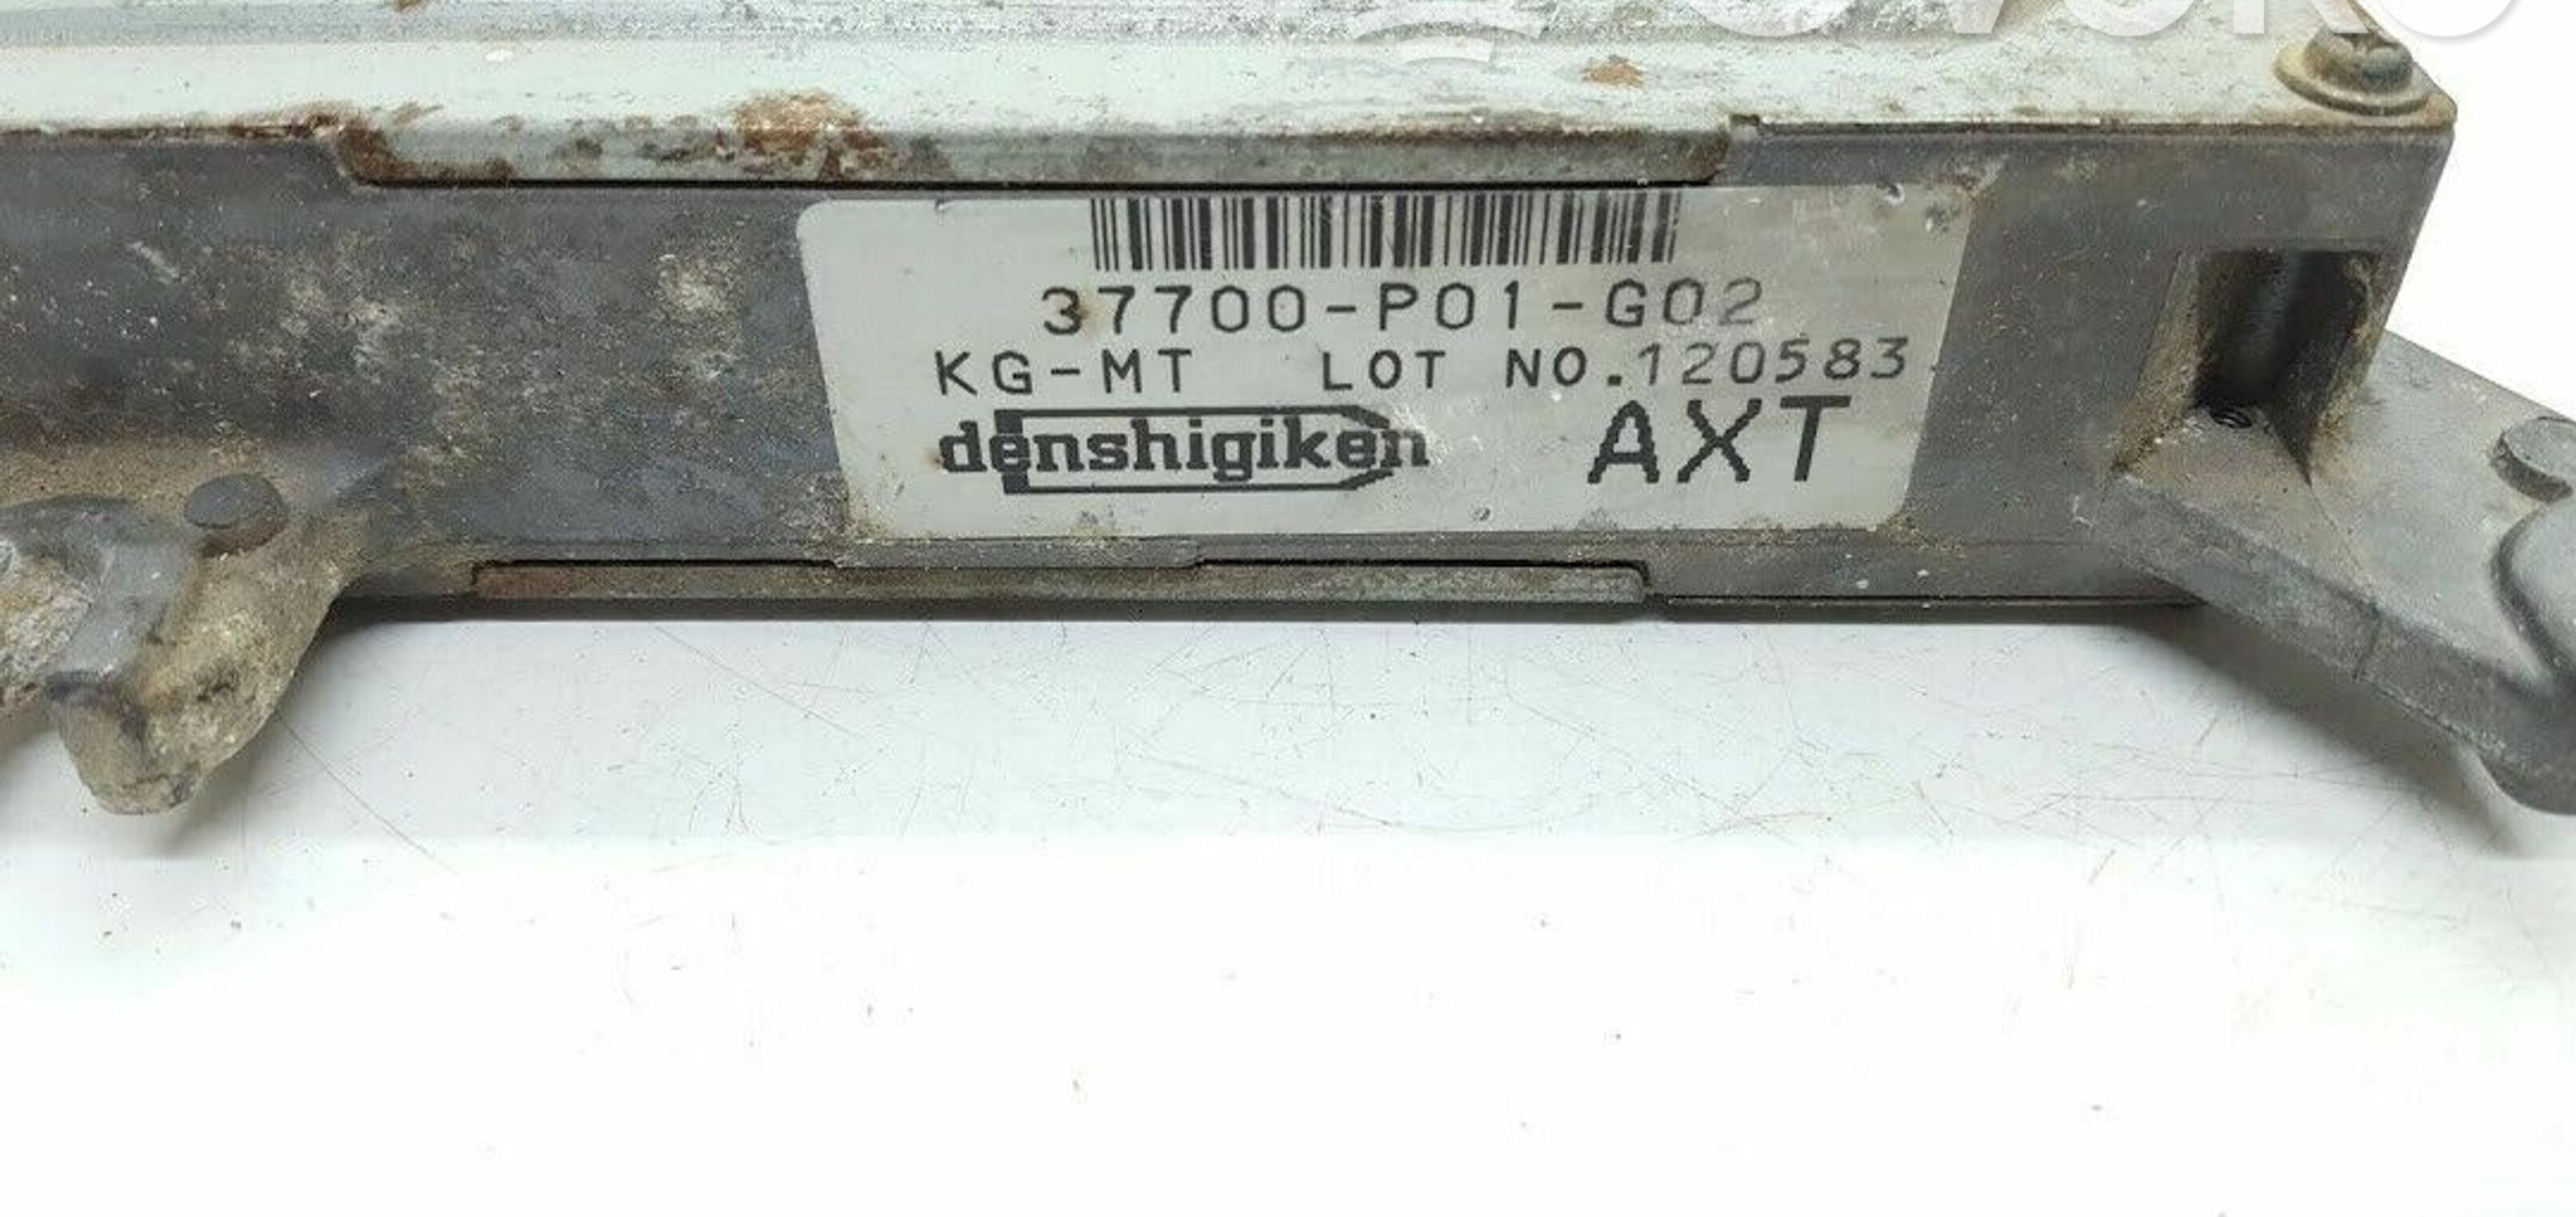 37700-P01-G02
KG-MT LOT NO.120583
denshigiken AXT